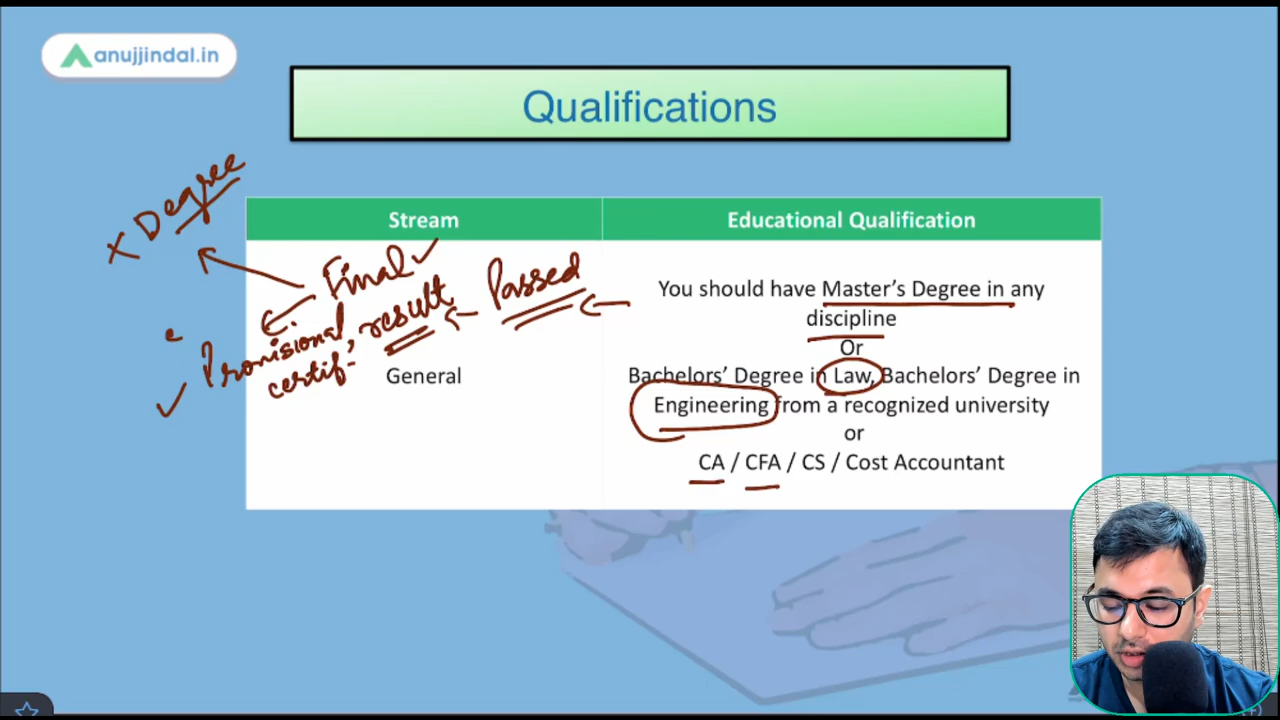 anujjindal.in
Qualifications
Stream
Educational Qualification
You should have Master's Degree in any
discipline
Or
Bachelors' Degree in Law, Bachelors' Degree in
Engineering from a recognized university
or
CA / CFA / CS / Cost Accountant
General
Passed
result
Final
Provisional,
certif-
x Degree